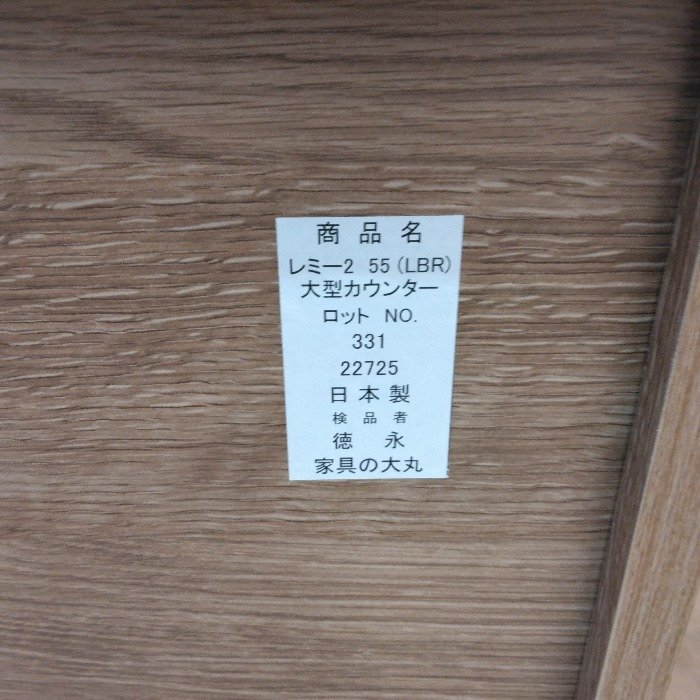 商品名
レミー2 55(LBR)
大型カウンター
ロット NO.
331
22725
日本製
検品者
徳永
家具の大丸